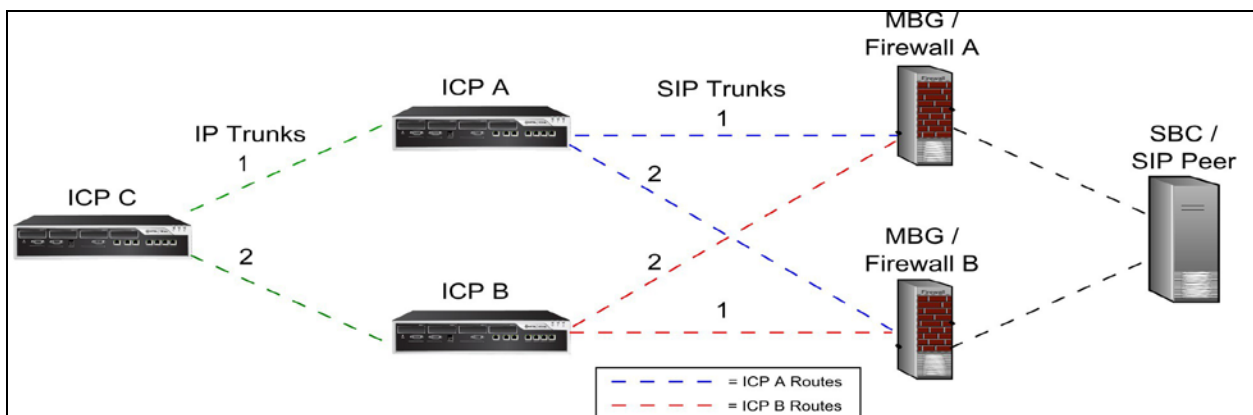 MBG /
Firewall A
ICP A
SIP Trunks
1
IP Trunks
1
SBC /
SIP Peer
2
ICP C
MBG /
Firewall B
2
2
ICP B
1
= ICP A Routes
= ICP B Routes